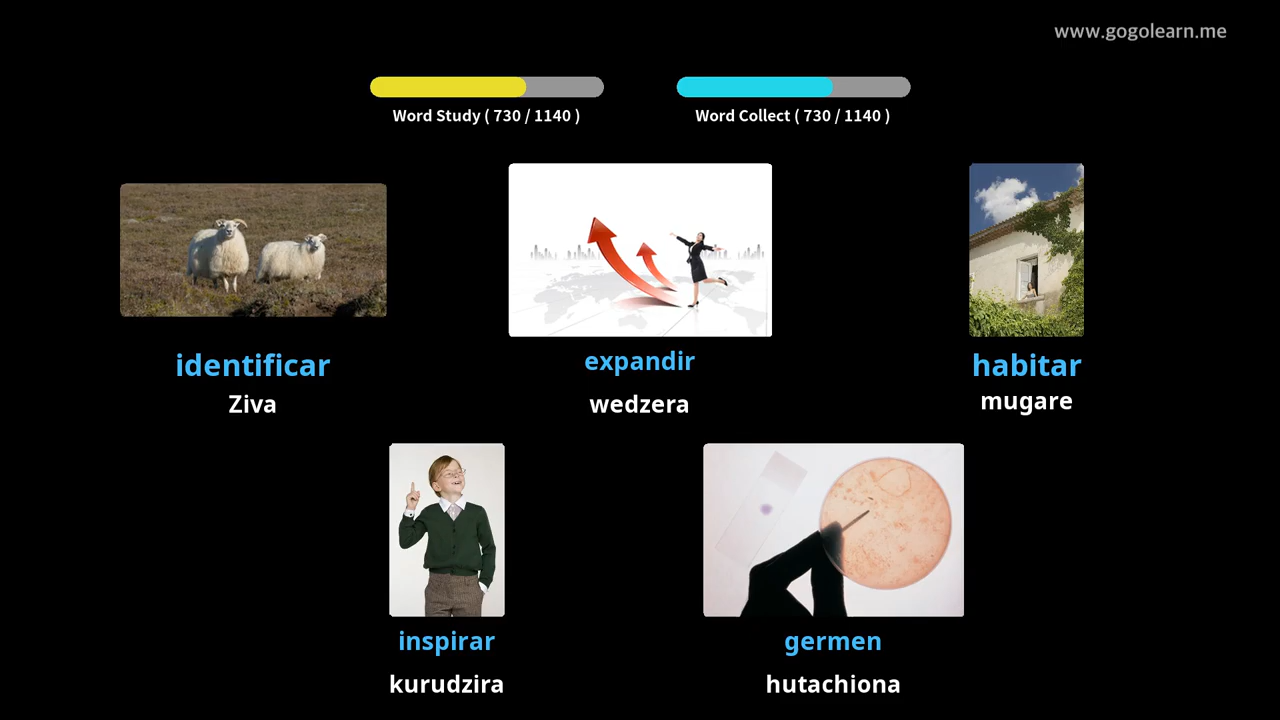 www.gogolearn.me
Word Study ( 730 / 1140 )
Word Collect ( 730 / 1140 )
identificar
Ziva
expandir
wedzera
habitar
mugare
inspirar
kurudzira
germen
hutachiona